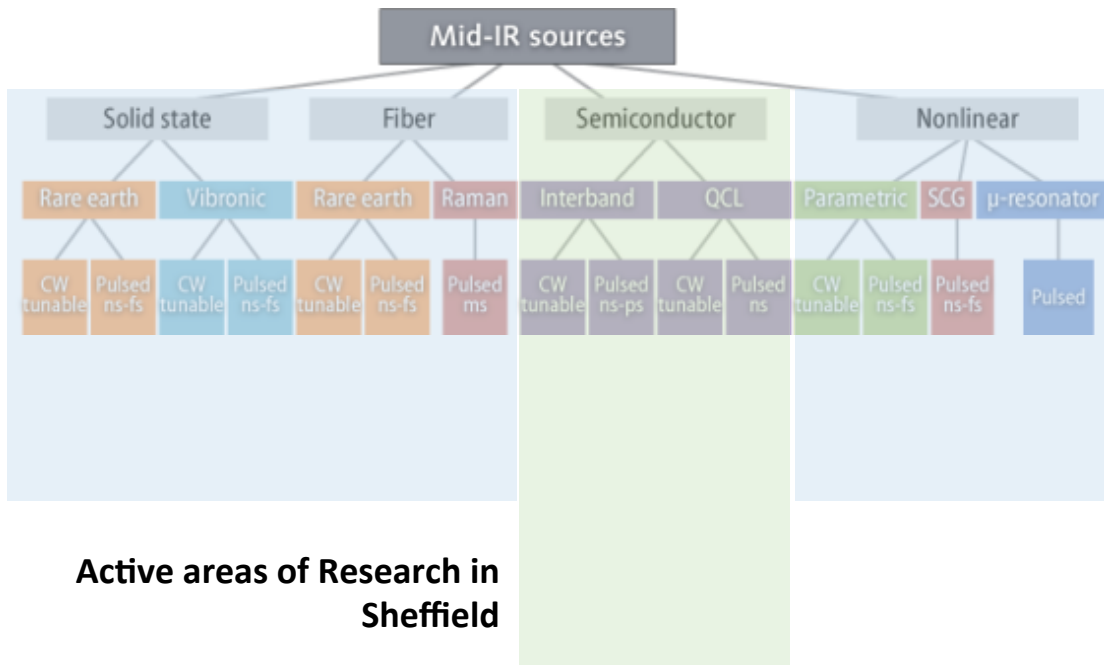 Mid-IR sources
Solid state
Fiber
Semiconductor
Nonlinear
Rare earth
Vibronic
Rare earth
Raman
Interband
QCL
Parametric
SCG
μ-resonator
CW
tunable
Pulsed
ns-fs
CW
tunable
Pulsed
ns-fs
CW
tunable
Pulsed
ns-fs
Pulsed
ms
CW
tunable
Pulsed
ns-ps
CW
tunable
Pulsed
ns
CW
tunable
Pulsed
ns-fs
Pulsed
ns-fs
Pulsed
Active areas of Research in
Sheffield